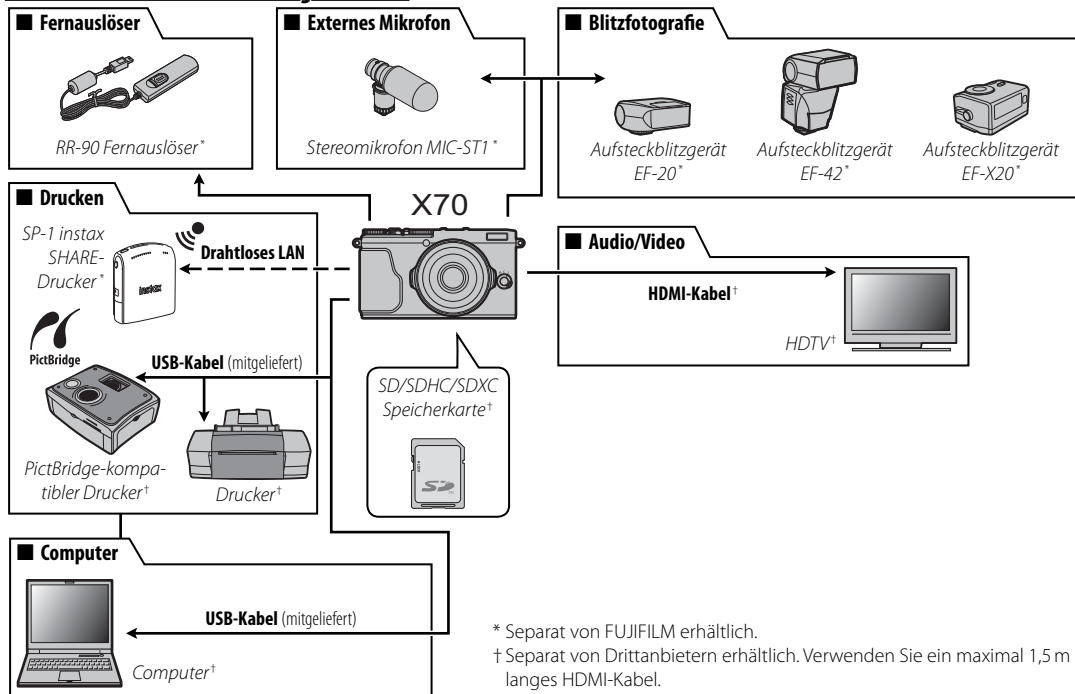 ■ Fernauslöser
RR-90 Fernauslöser*
■ Externes Mikrofon
Stereomikrofon MIC-ST1*
■ Blitzfotografie
Aufsteckblitzgerät
EF-20*
Aufsteckblitzgerät
EF-42*
Aufsteckblitzgerät
EF-X20*
■ Drucken
SP-1 instax
SHARE-
Drucker*
instax
Drahtloses LAN
PictBridge
USB-Kabel (mitgeliefert)
PictBridge-kompa-
tibler Drucker†
Drucker†
X70
SD/SDHC/SDXC
Speicherkarte†
SD
■ Audio/Video
HDMI-Kabel†
HDTV†
■ Computer
USB-Kabel (mitgeliefert)
Computer†
* Separat von FUJIFILM erhältlich.
† Separat von Drittanbietern erhältlich. Verwenden Sie ein maximal 1,5 m
langes HDMI-Kabel.